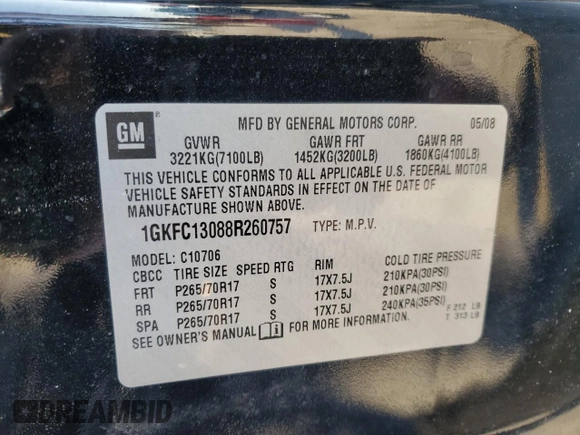 GM
MFD BY GENERAL MOTORS CORP. 05/08
GVWR GAWR FRT GAWR RR
3221KG(7100LB) 1452KG(3200LB) 1860KG(4100LB)
THIS VEHICLE CONFORMS TO ALL APPLICABLE U.S. FEDERAL MOTOR
VEHICLE SAFETY STANDARDS IN EFFECT ON THE DATE OF
MANUFACTURE SHOWN ABOVE.
1GKFC13088R260757 TYPE: M.P.V.
MODEL: C10706
CBCC TIRE SIZE SPEED RTG RIM COLD TIRE PRESSURE
FRT P265/70R17 S 17X7.5J 210KPA(30PSI)
RR P265/70R17 S 17X7.5J 210KPA(30PSI)
SPA P265/70R17 S 17X7.5J 240KPA(35PSI)
SEE OWNER'S MANUAL FOR MORE INFORMATION.
F 212 LB
T 313 LB
DREAMBID